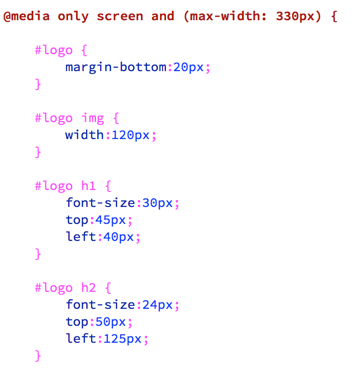 @media only screen and (max-width: 330px) {
#logo {
margin-bottom:20px;
}
#logo img {
width:120px;
}
#logo h1 {
font-size:30px;
top:45px;
left:40px;
}
#logo h2 {
font-size:24px;
top:50px;
left:125px;
}